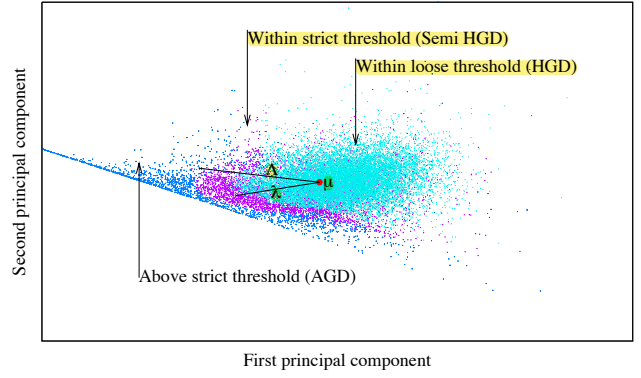 Within strict threshold (Semi HGD)
Within loose threshold (HGD)
Λ
μ
λ
Above strict threshold (AGD)
Second principal component
First principal component